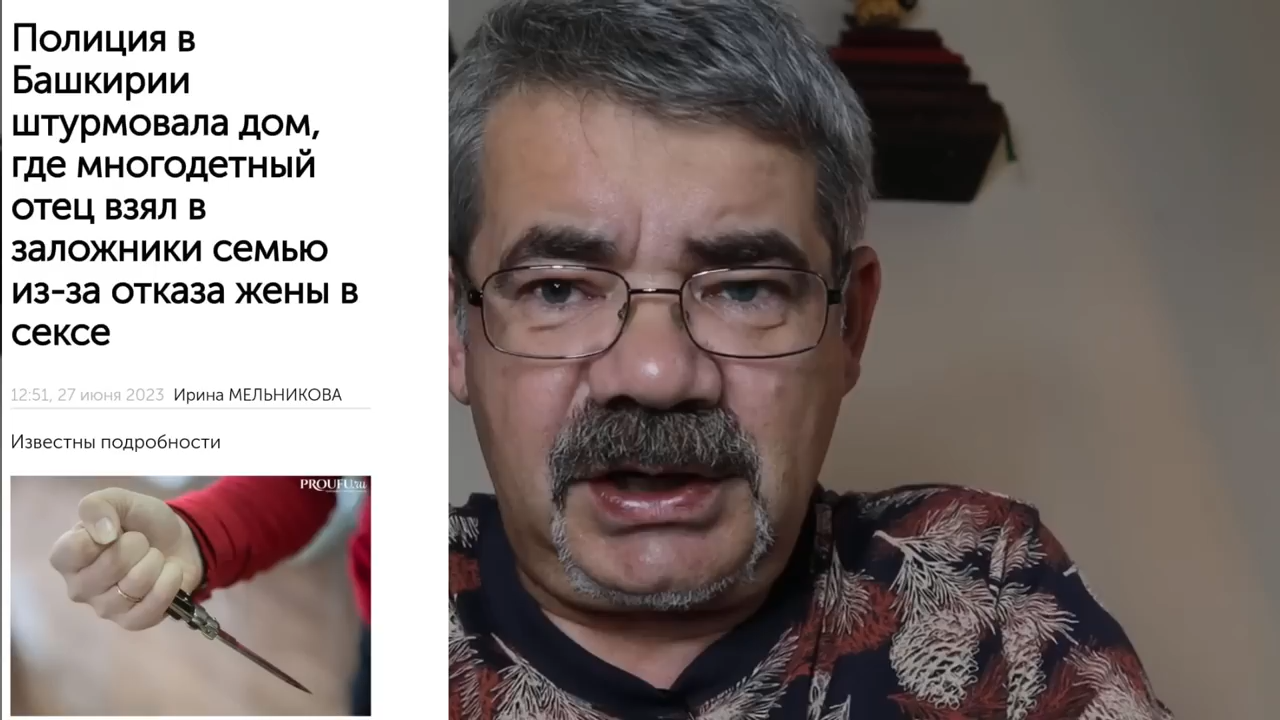 Полиция в
Башкирии
штурмовала дом,
где многодетный
отец взял в
заложники семью
из-за отказа жены в
сексе
12:51, 27 июня 2023 Ирина МЕЛЬНИКОВА
Известны подробности
PROUFU.ru